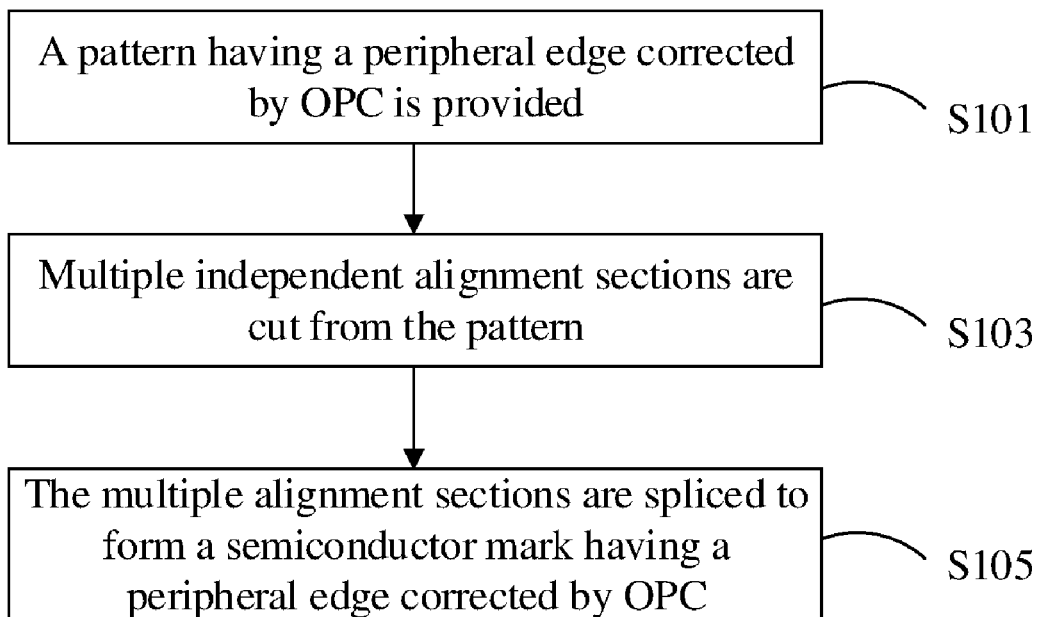 A pattern having a peripheral edge corrected
by OPC is provided
S101
Multiple independent alignment sections are
cut from the pattern
S103
The multiple alignment sections are spliced to
form a semiconductor mark having a
peripheral edge corrected by OPC
S105